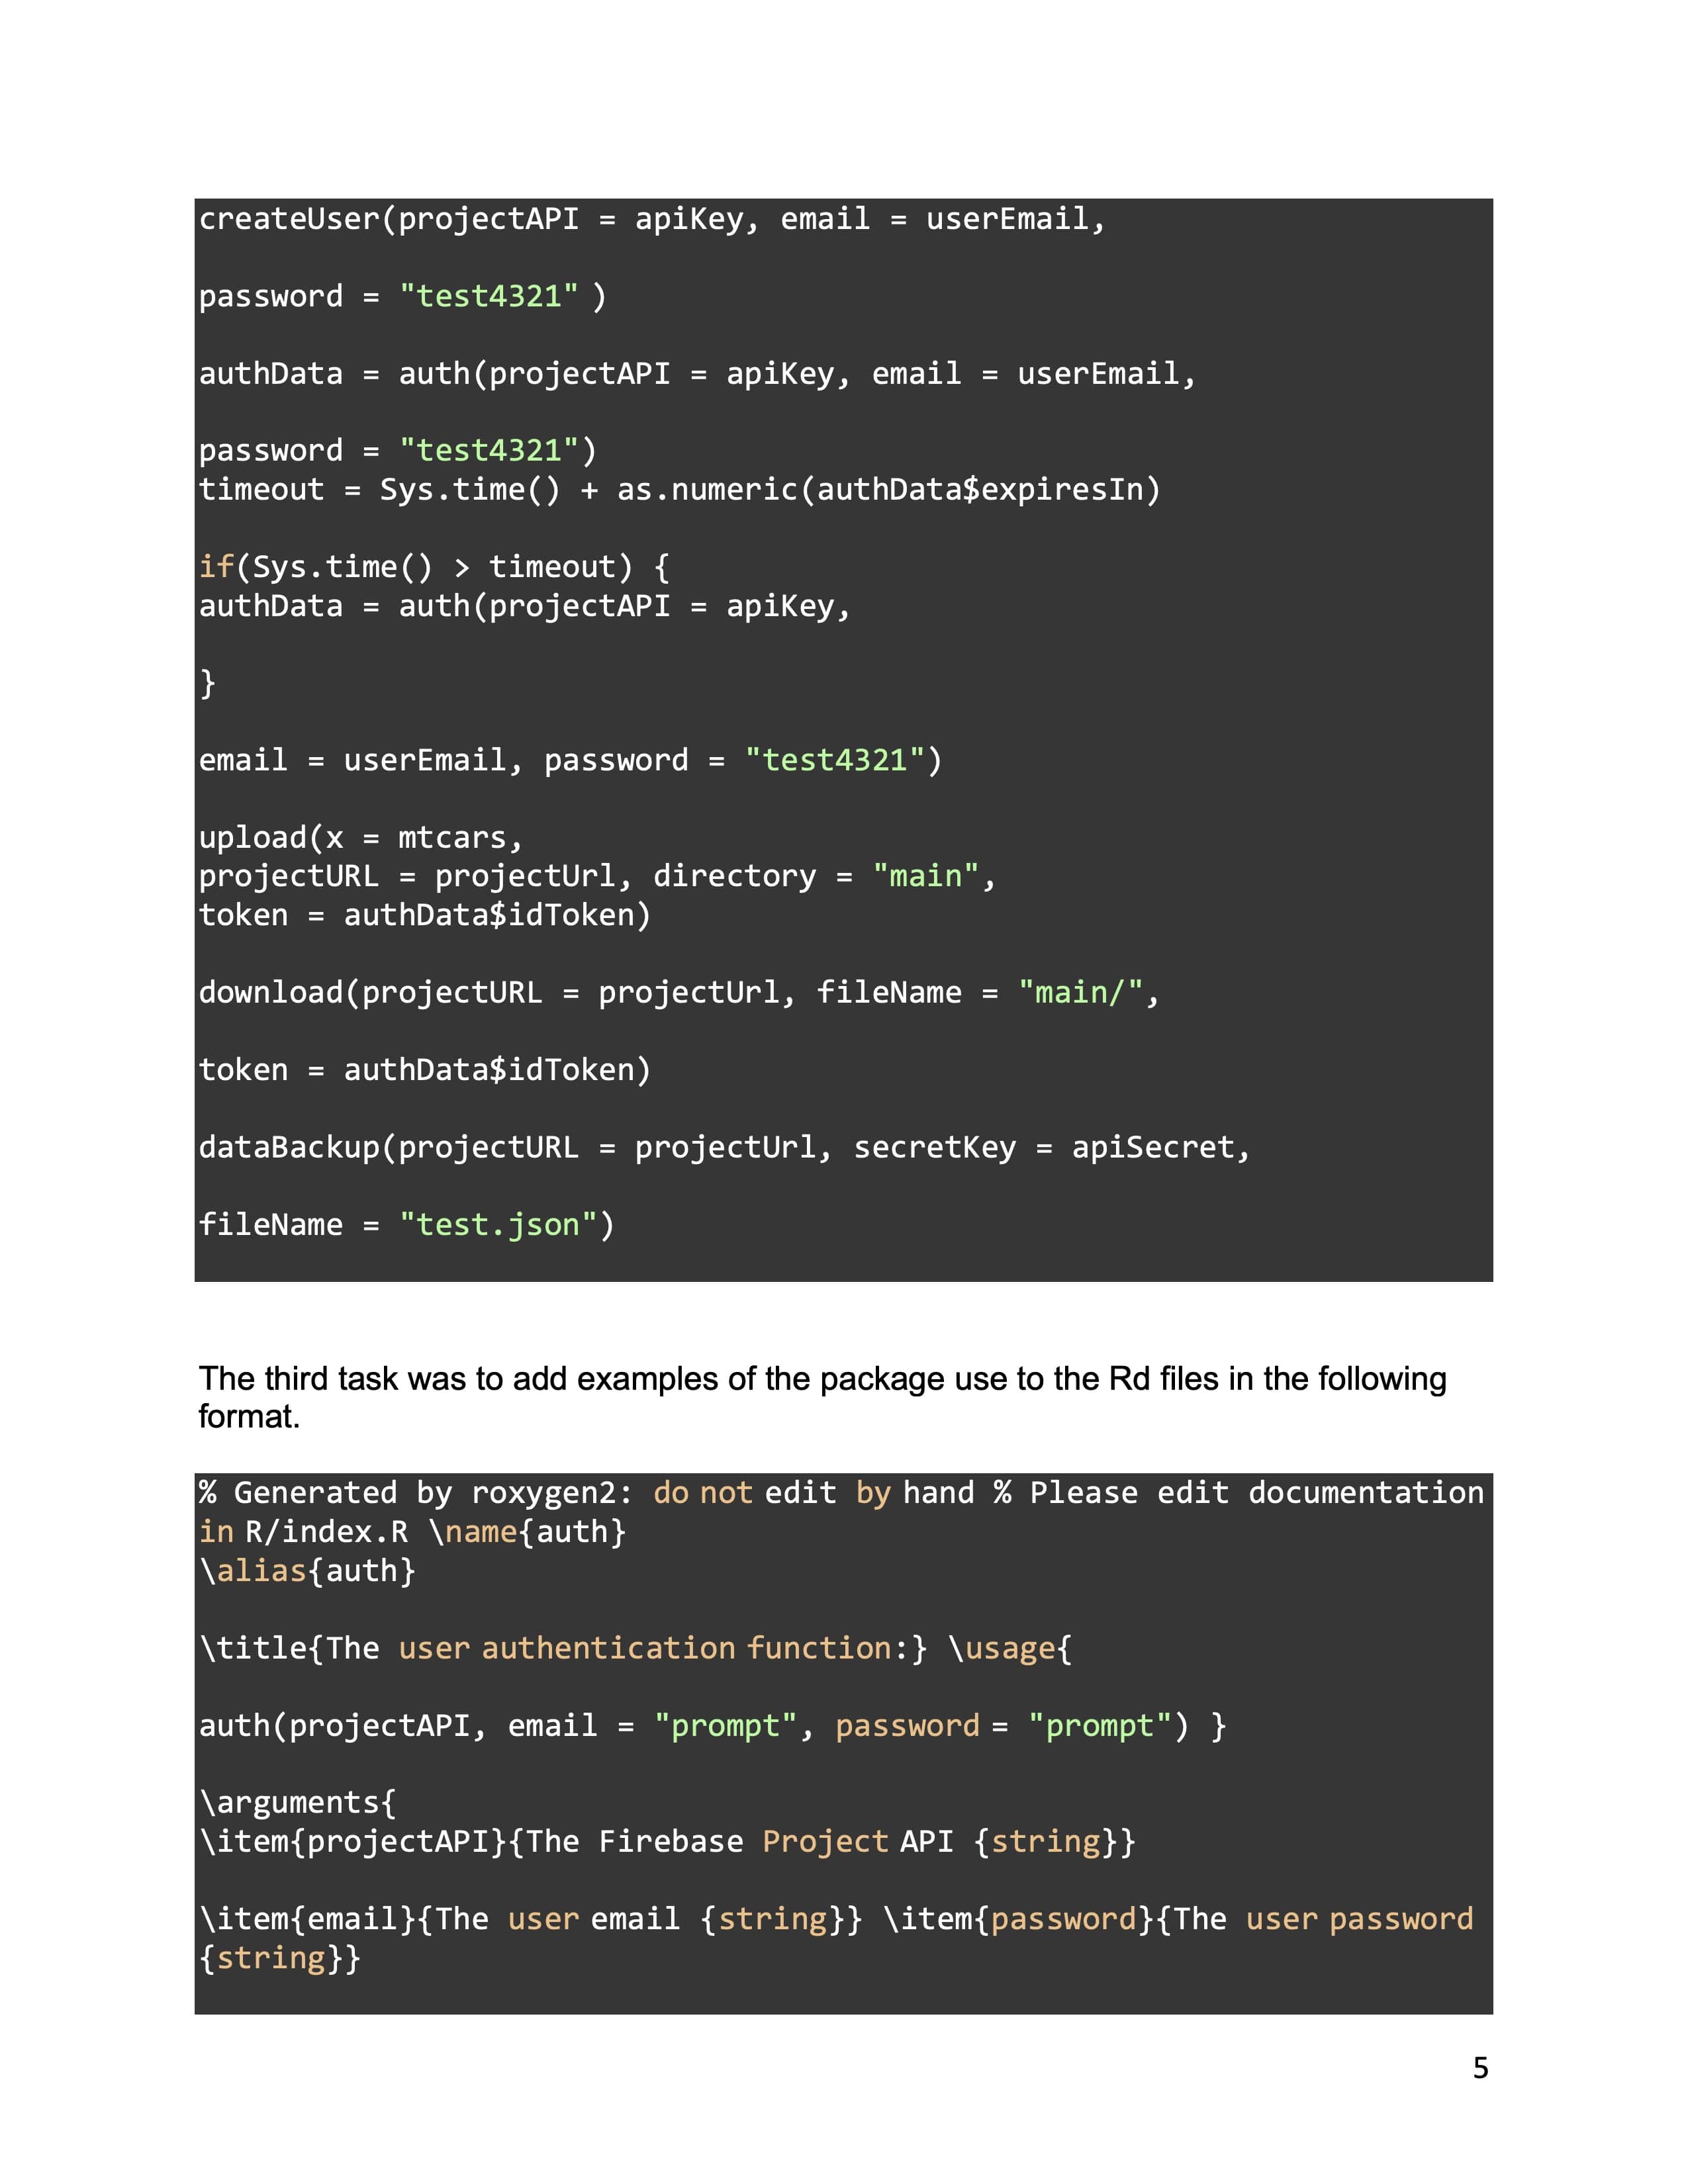 createUser(projectAPI = apiKey, email = userEmail,
password = "test4321" )
authData = auth(projectAPI = apiKey, email = userEmail,
password = "test4321")
timeout = Sys.time() + as.numeric(authData$expiresIn)
if(Sys.time() > timeout) {
authData = auth(projectAPI = apiKey,
}
email = userEmail, password = "test4321")
upload(x = mtcars,
projectURL = projectUrl, directory = "main",
token = authData$idToken)
download(projectURL = projectUrl, fileName = "main/",
token = authData$idToken)
dataBackup(projectURL = projectUrl, secretKey = apiSecret,
fileName = "test.json")
The third task was to add examples of the package use to the Rd files in the following
format.
% Generated by roxygen2: do not edit by hand % Please edit documentation
in R/index.R \name{auth}
\alias{auth}
\title{The user authentication function:} \usage{
auth(projectAPI, email = "prompt", password = "prompt") }
\arguments{
\item{projectAPI}{The Firebase Project API {string}}
\item{email}{The user email {string}} \item{password}{The user password
{string}}
5